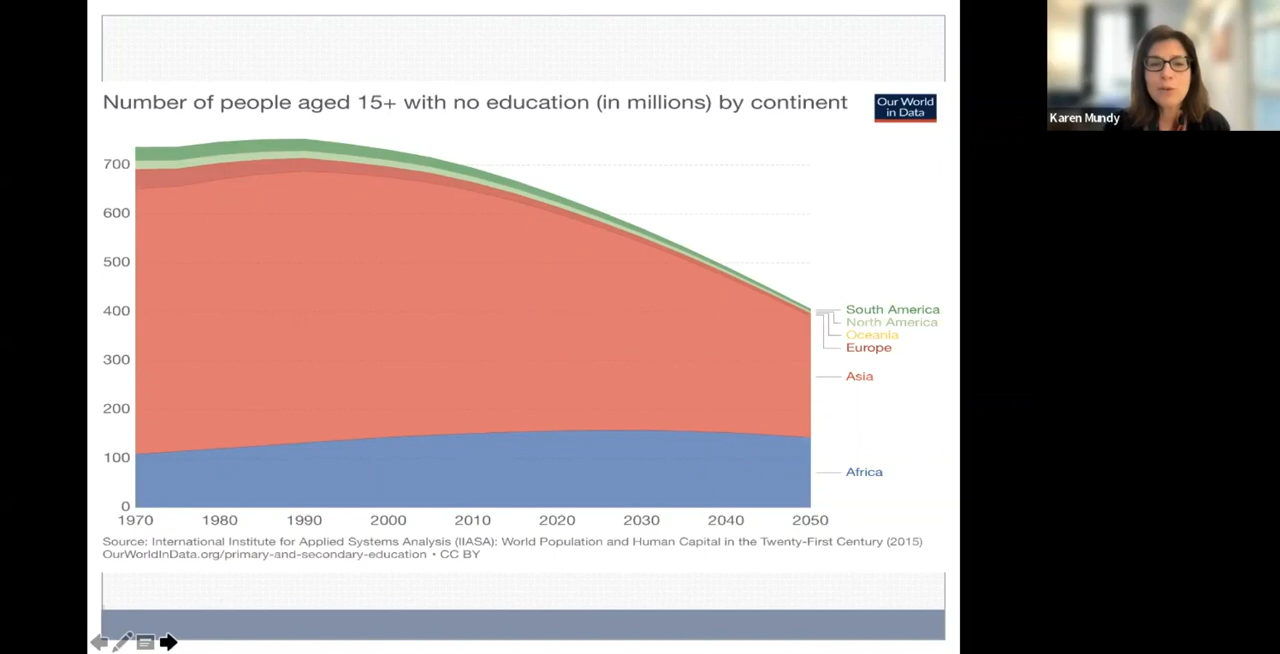 Number of people aged 15+ with no education (in millions) by continent
Our World
in Data
Karen Mundy
700
600
500
400
300
200
100
0
South America
North America
Oceania
Europe
Asia
Africa
1970 1980 1990 2000 2010 2020 2030 2040 2050
Source: International Institute for Applied Systems Analysis (IIASA): World Population and Human Capital in the Twenty-First Century (2015)
OurWorldInData.org/primary-and-secondary-education • CC BY